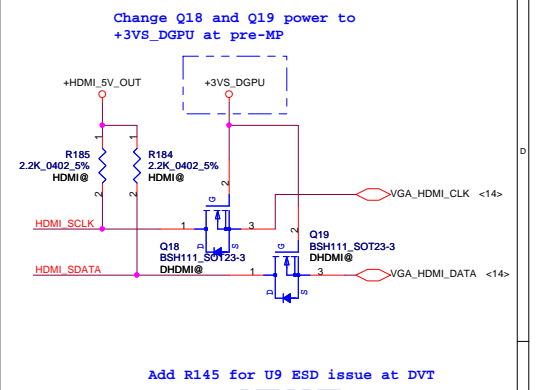 Change Q18 and Q19 power to
+3VS_DGPU at pre-MP
+HDMI_5V_OUT
+3VS_DGPU
1
1
R185
2.2K_0402_5%
HDMI@
R184
2.2K_0402_5%
HDMI@
D
2
2
2
G
VGA_HDMI_CLK <14>
HDMI_SCLK
1
3
D
S
Q18
BSH111_SOT23-3
DHDMI@
2
G
Q19
BSH111_SOT23-3
DHDMI@
HDMI_SDATA
1
3
VGA_HDMI_DATA <14>
D
S
Add R145 for U9 ESD issue at DVT